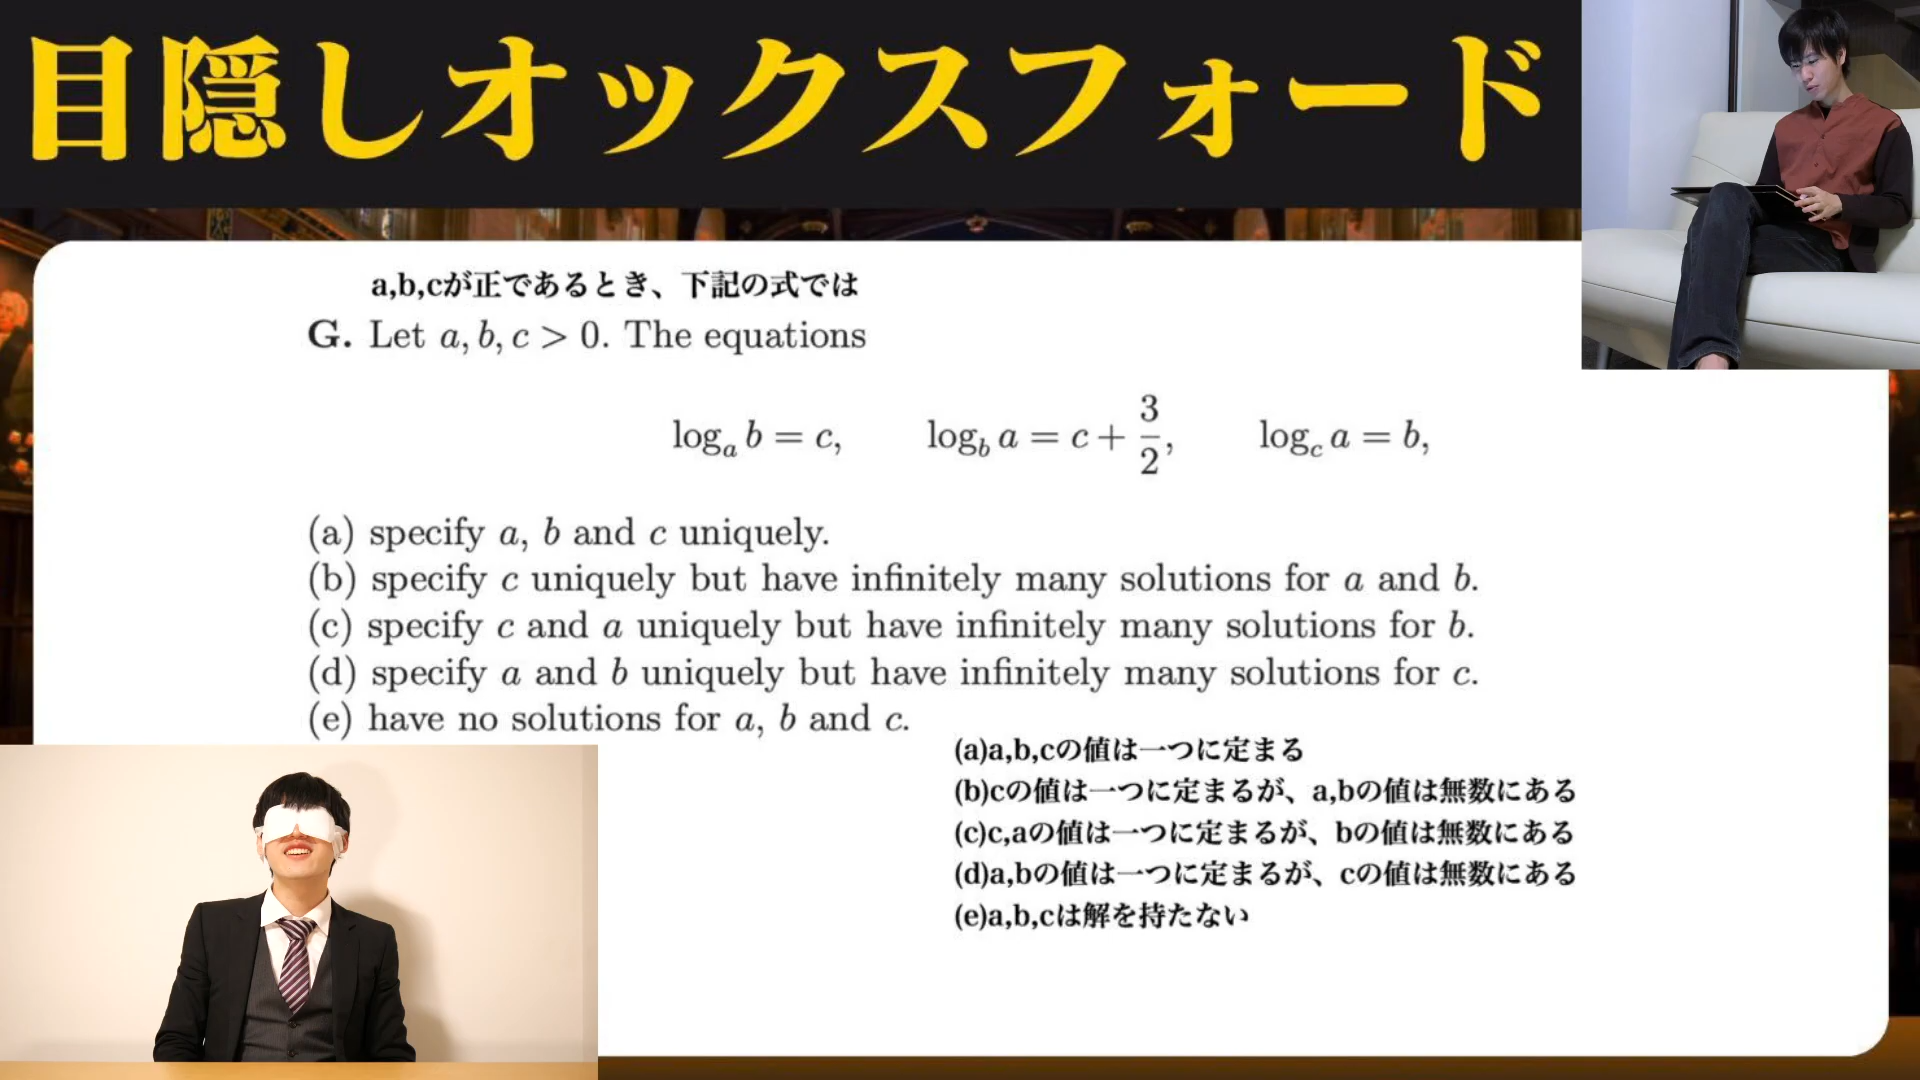 目隠しオックスフォード
a,b,cが正であるとき、下記の式では
G. Let a, b, c > 0. The equations
log_a b = c, log_b a = c + 3/2, log_c a = b,
(a) specify a, b and c uniquely.
(b) specify c uniquely but have infinitely many solutions for a and b.
(c) specify c and a uniquely but have infinitely many solutions for b.
(d) specify a and b uniquely but have infinitely many solutions for c.
(e) have no solutions for a, b and c.
(a)a,b,cの値は一つに定まる
(b)cの値は一つに定まるが、a,bの値は無数にある
(c)c,aの値は一つに定まるが、bの値は無数にある
(d)a,bの値は一つに定まるが、cの値は無数にある
(e)a,b,cは解を持たない